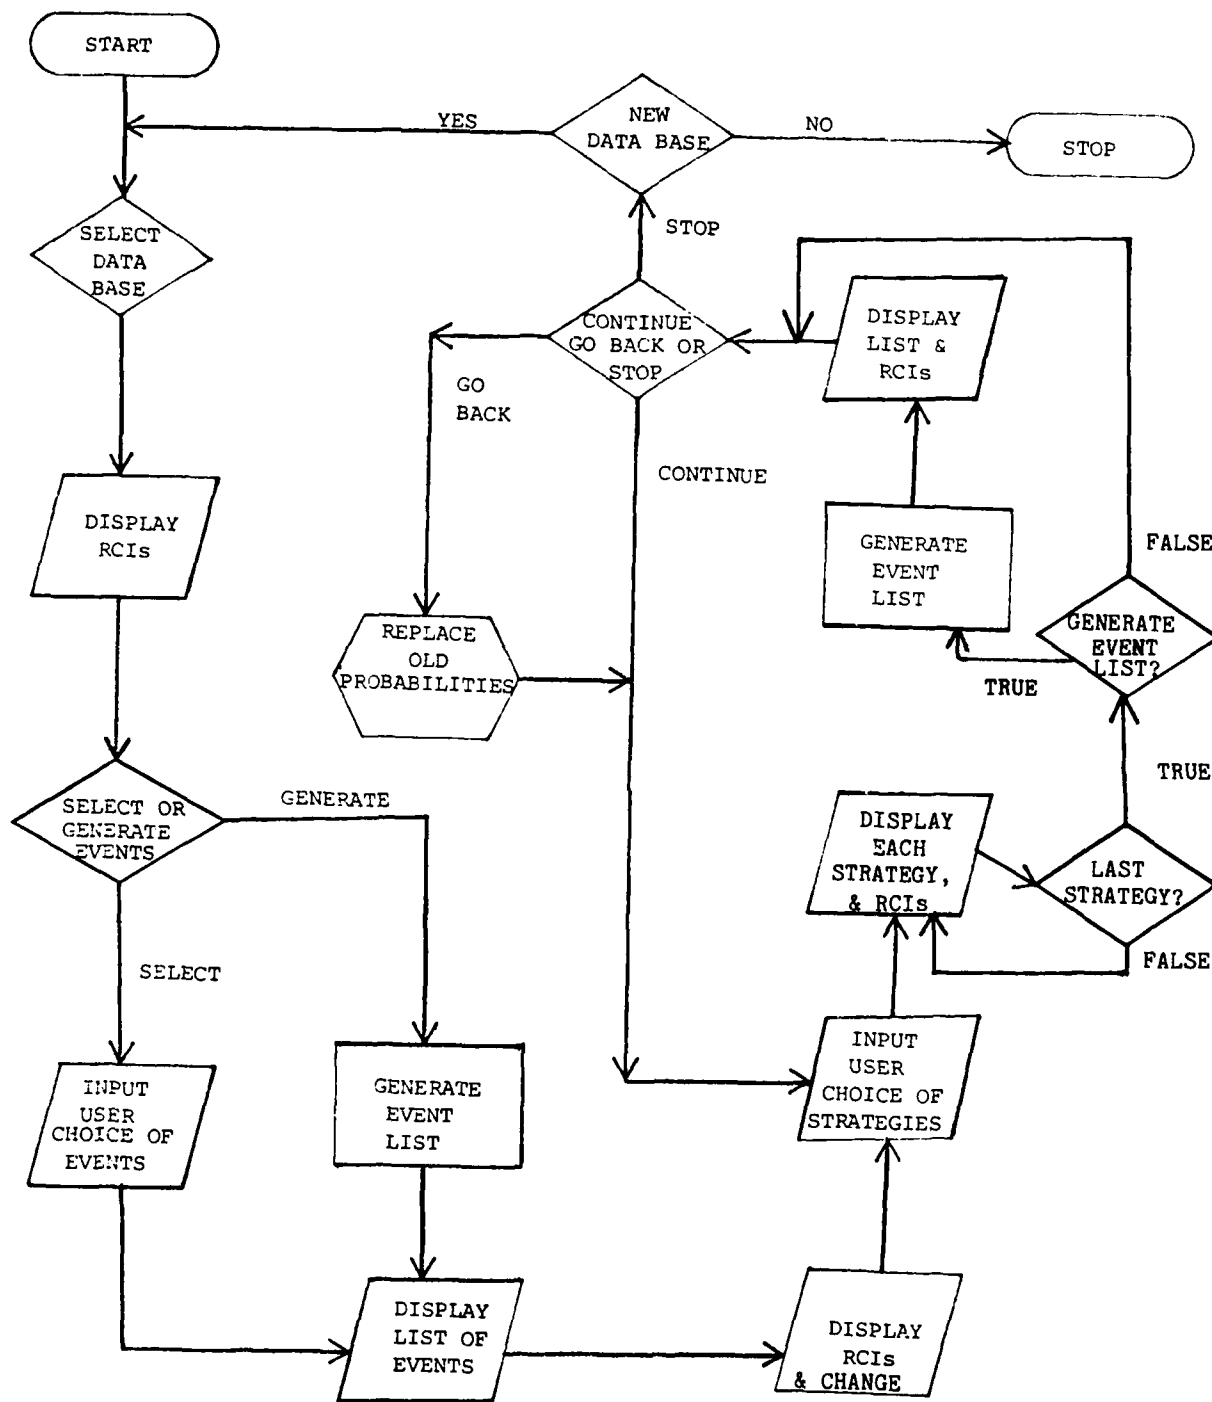 START
NEW
DATA BASE
YES
NO
STOP
SELECT
DATA
BASE
STOP
CONTINUE
GO BACK OR
STOP
DISPLAY
LIST &
RCIs
GO
BACK
CONTINUE
DISPLAY
RCIs
GENERATE
EVENT
LIST
FALSE
GENERATE
EVENT
LIST?
TRUE
REPLACE
OLD
PROBABILITIES
TRUE
SELECT OR
GENERATE
EVENTS
GENERATE
DISPLAY
EACH
STRATEGY,
& RCIs
LAST
STRATEGY?
FALSE
SELECT
INPUT
USER
CHOICE OF
EVENTS
GENERATE
EVENT
LIST
INPUT
USER
CHOICE OF
STRATEGIES
DISPLAY
LIST OF
EVENTS
DISPLAY
RCIs
& CHANGE